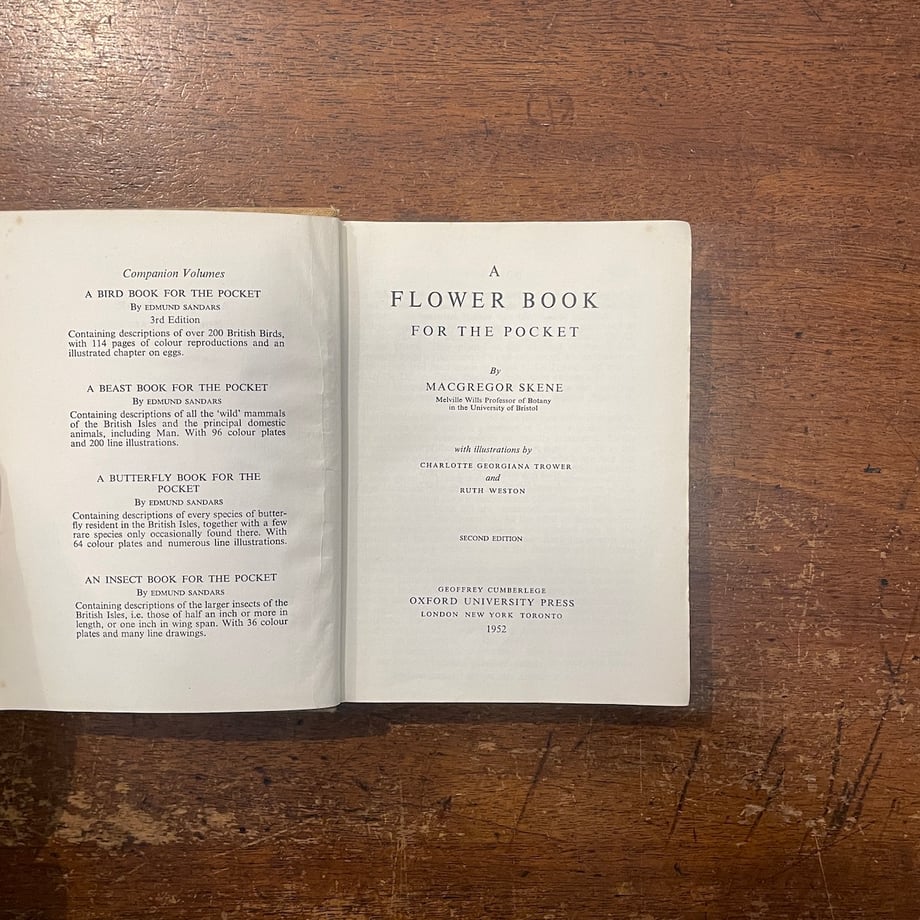 Companion Volumes
A BIRD BOOK FOR THE POCKET
By EDMUND SANDARS
3rd Edition
Containing descriptions of over 200 British Birds,
with 114 pages of colour reproductions and an
illustrated chapter on eggs.
A BEAST BOOK FOR THE POCKET
By EDMUND SANDARS
Containing descriptions of all the ‘wild’ mammals
of the British Isles and the principal domestic
animals, including Man. With 96 colour plates
and 200 line illustrations.
A BUTTERFLY BOOK FOR THE
POCKET
By EDMUND SANDARS
Containing descriptions of every species of butter-
fly resident in the British Isles, together with a few
rare species only occasionally found there. With
64 colour plates and numerous line illustrations.
AN INSECT BOOK FOR THE POCKET
By EDMUND SANDARS
Containing descriptions of the larger insects of the
British Isles, i.e. those of half an inch or more in
length, or one inch in wing span. With 36 colour
plates and many line drawings.
A
FLOWER BOOK
FOR THE POCKET
By
MACGREGOR SKENE
Melville Wills Professor of Botany
in the University of Bristol
with illustrations by
CHARLOTTE GEORGIANA TROWER
and
RUTH WESTON
SECOND EDITION
GEOFFREY CUMBERLEGE
OXFORD UNIVERSITY PRESS
LONDON NEW YORK TORONTO
1952